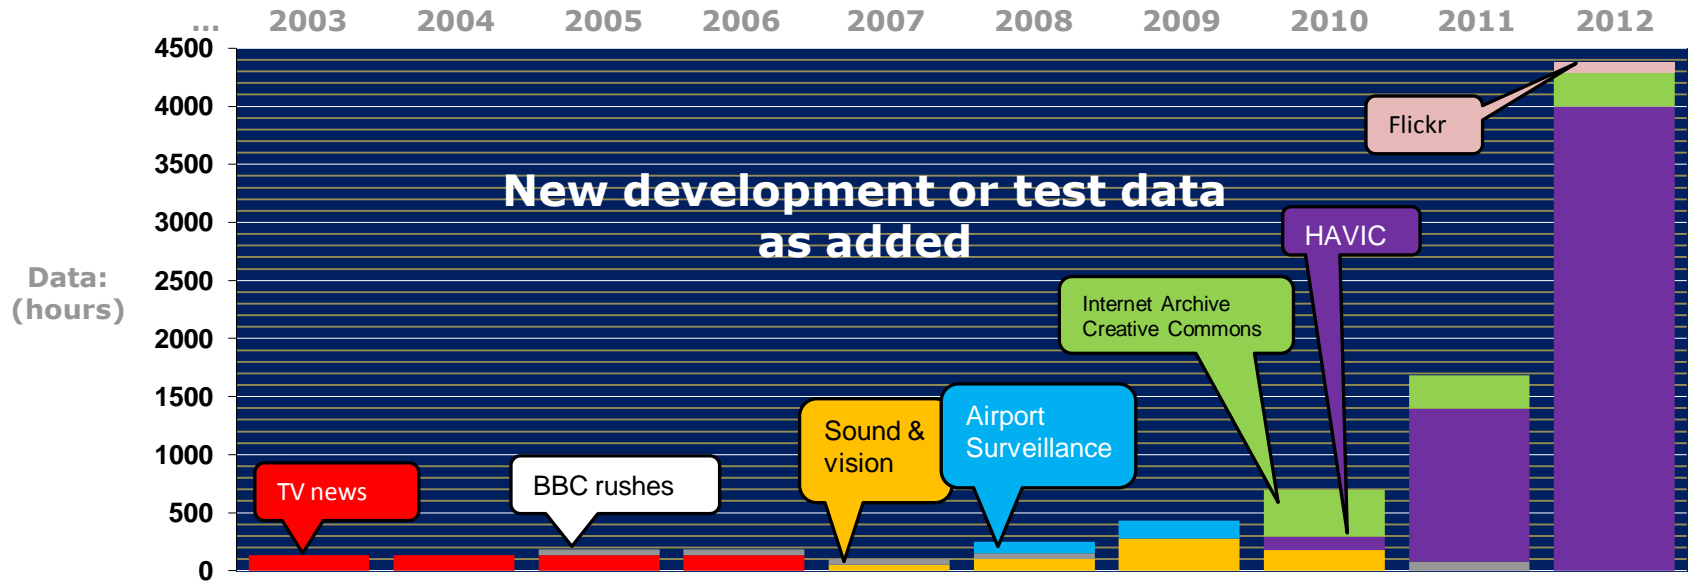 ... 2003 2004 2005 2006 2007 2008 2009 2010 2011 2012
4500
4000
3500
3000
2500
2000
1500
1000
500
0
Data:
(hours)
New development or test data
as added
Flickr
HAVIC
Internet Archive
Creative Commons
Airport
Surveillance
Sound &
vision
BBC rushes
TV news